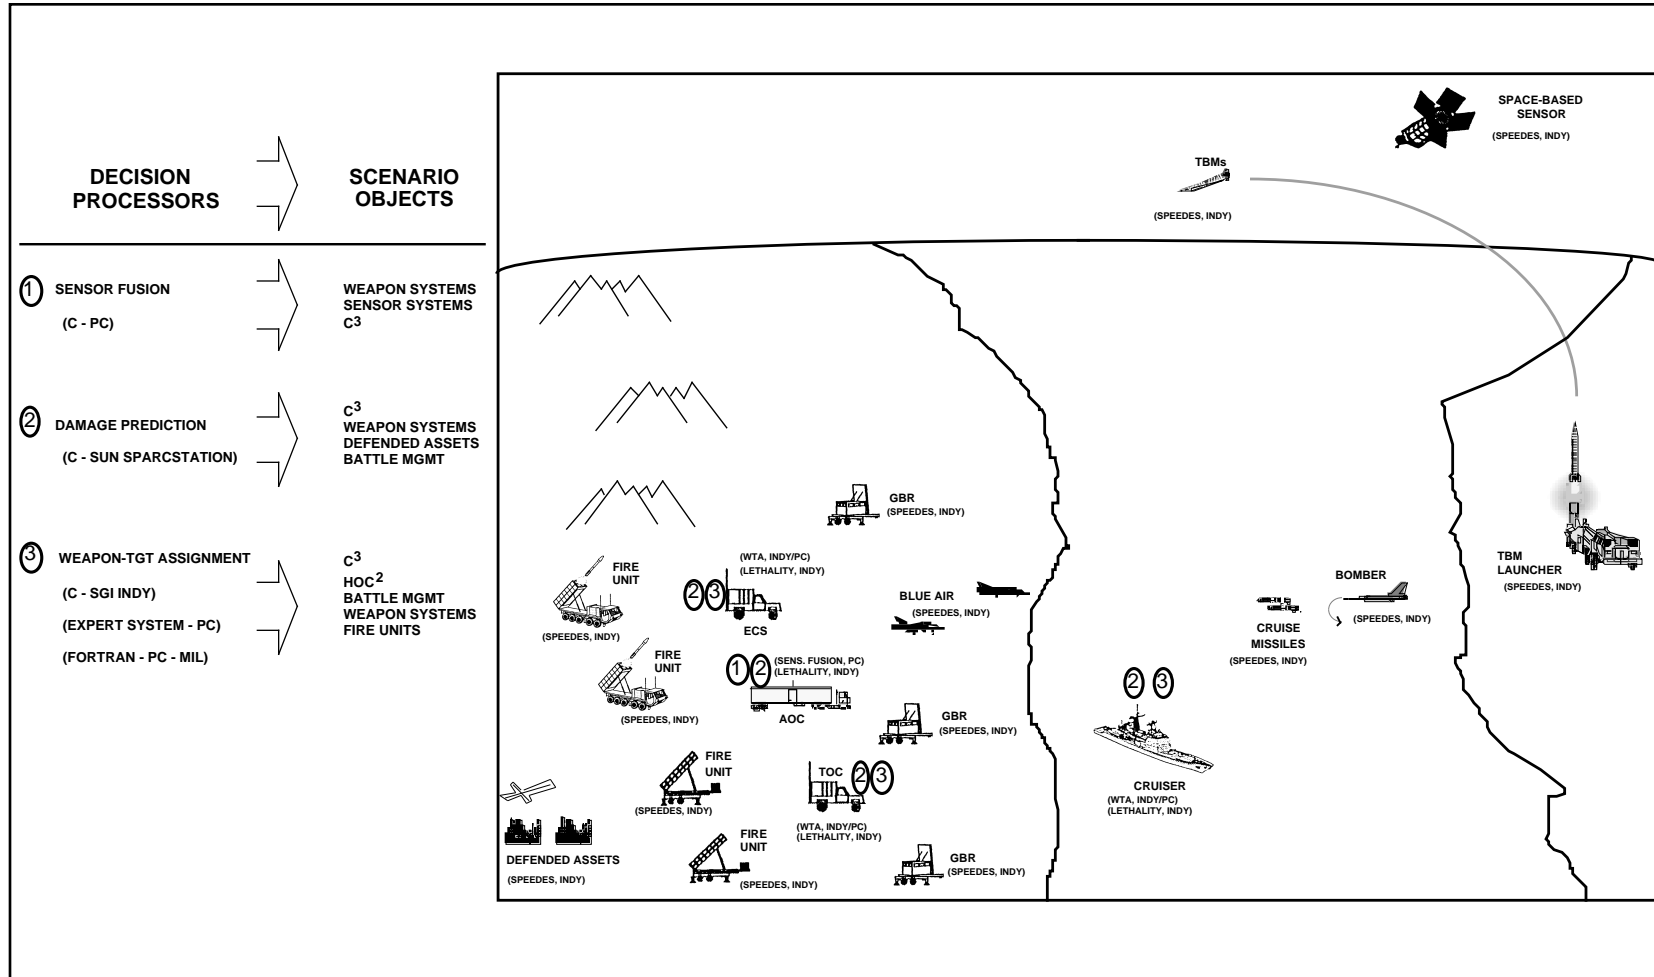 DECISION
PROCESSORS
SCENARIO
OBJECTS
1 SENSOR FUSION
(C - PC)
WEAPON SYSTEMS
SENSOR SYSTEMS
C3
2 DAMAGE PREDICTION
(C - SUN SPARCSTATION)
C3
WEAPON SYSTEMS
DEFENDED ASSETS
BATTLE MGMT
3 WEAPON-TGT ASSIGNMENT
(C - SGI INDY)
(EXPERT SYSTEM - PC)
(FORTRAN - PC - MIL)
C3
HOC2
BATTLE MGMT
WEAPON SYSTEMS
FIRE UNITS
SPACE-BASED
SENSOR
(SPEEDES, INDY)
TBMs
(SPEEDES, INDY)
GBR
(SPEEDES, INDY)
FIRE
UNIT
(SPEEDES, INDY)
(WTA, INDY/PC)
(LETHALITY, INDY)
2 3
ECS
BLUE AIR
(SPEEDES, INDY)
BOMBER
(SPEEDES, INDY)
CRUISE
MISSILES
(SPEEDES, INDY)
TBM
LAUNCHER
(SPEEDES, INDY)
FIRE
UNIT
(SPEEDES, INDY)
1 2
(SENS. FUSION, PC)
(LETHALITY, INDY)
AOC
GBR
(SPEEDES, INDY)
2 3
CRUISER
(WTA, INDY/PC)
(LETHALITY, INDY)
FIRE
UNIT
(SPEEDES, INDY)
TOC 2 3
(WTA, INDY/PC)
(LETHALITY, INDY)
DEFENDED ASSETS
(SPEEDES, INDY)
FIRE
UNIT
(SPEEDES, INDY)
GBR
(SPEEDES, INDY)